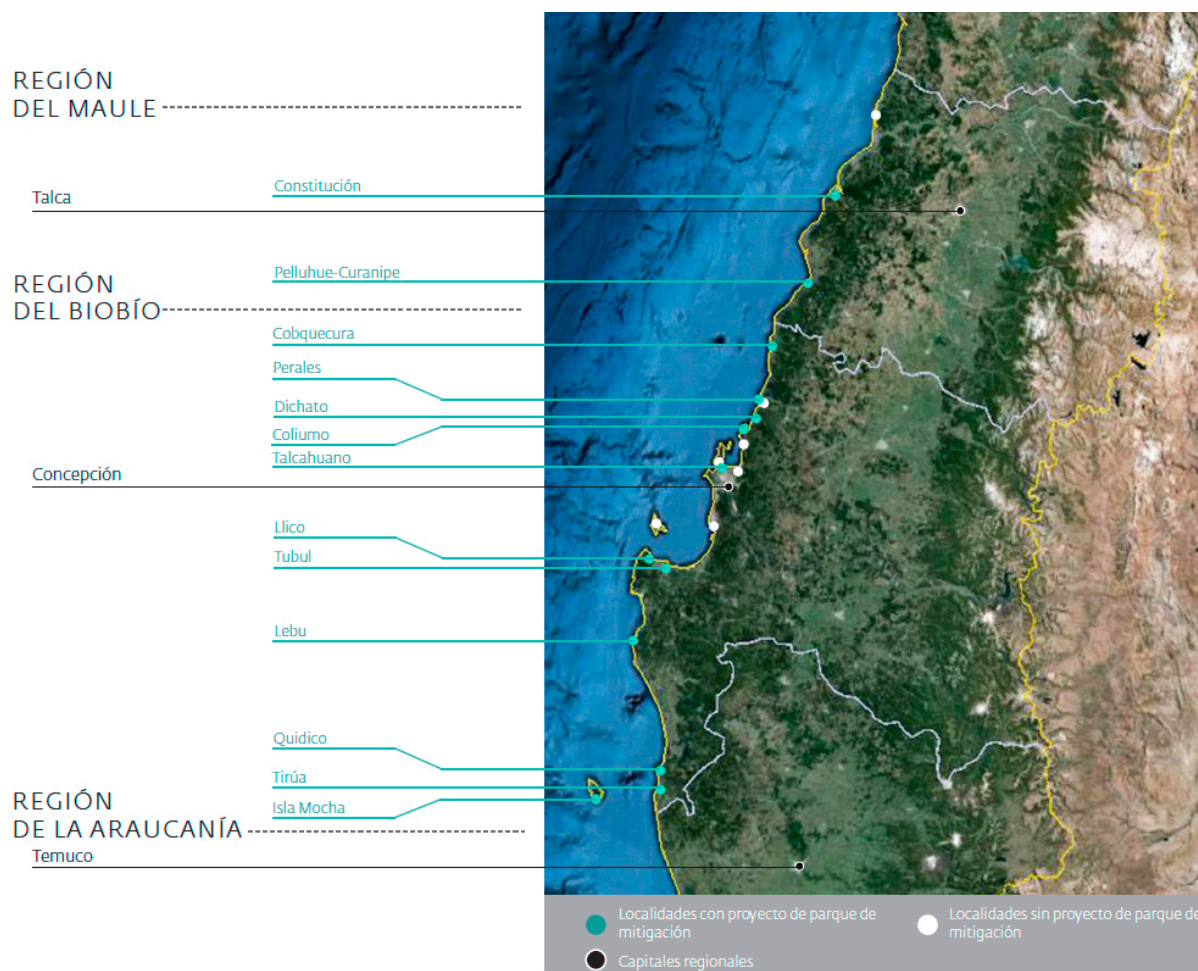 REGIÓN
DEL MAULE
Constitución
Talca
Pelluhue-Curanipe
REGIÓN
DEL BIOBÍO
Cobquecura
Perales
Dichato
Coliumo
Talcahuano
Concepción
Llico
Tubul
Lebu
Quidico
Tirúa
Isla Mocha
REGIÓN
DE LA ARAUCANÍA
Temuco
Localidades con proyecto de parque de
mitigación
Localidades sin proyecto de parque de
mitigación
Capitales regionales